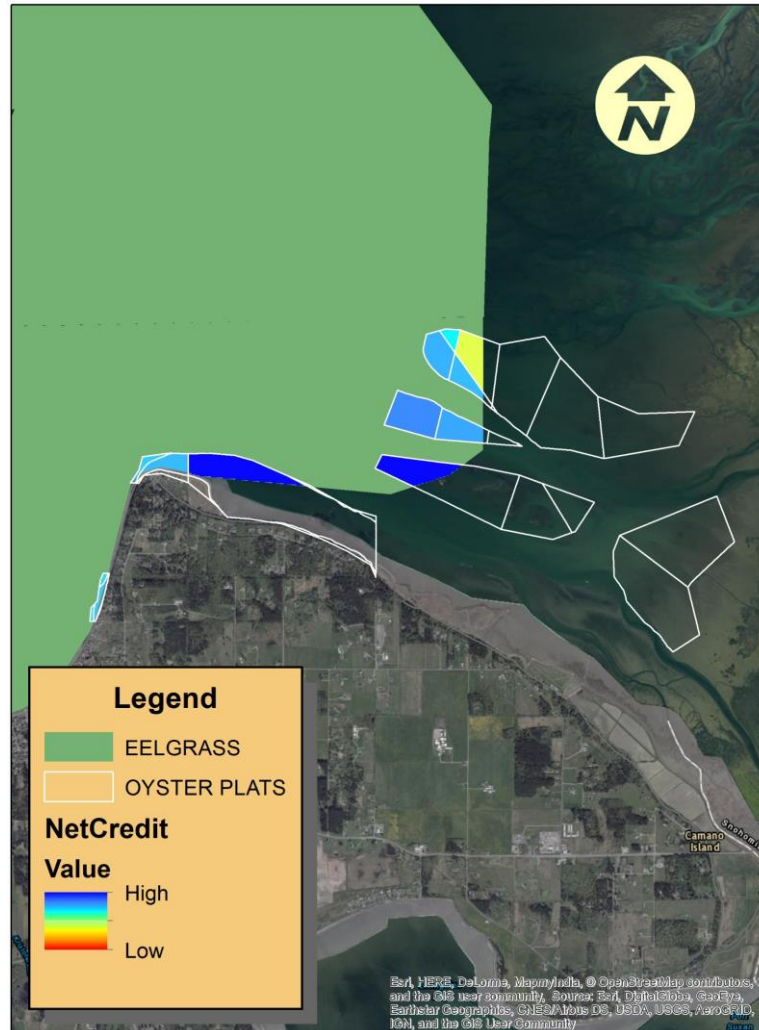 N
Legend
EELGRASS
OYSTER PLATS
NetCredit
Value
High
Low
Camano
Island
Esri, HERE, DeLorme, MapmyIndia, © OpenStreetMap contributors,
and the GIS user community, Source: Esri, DigitalGlobe, GeoEye,
Earthstar Geographics, CNES/Airbus DS, USDA, USGS, AeroGRID,
IGN, and the GIS User Community
Susan